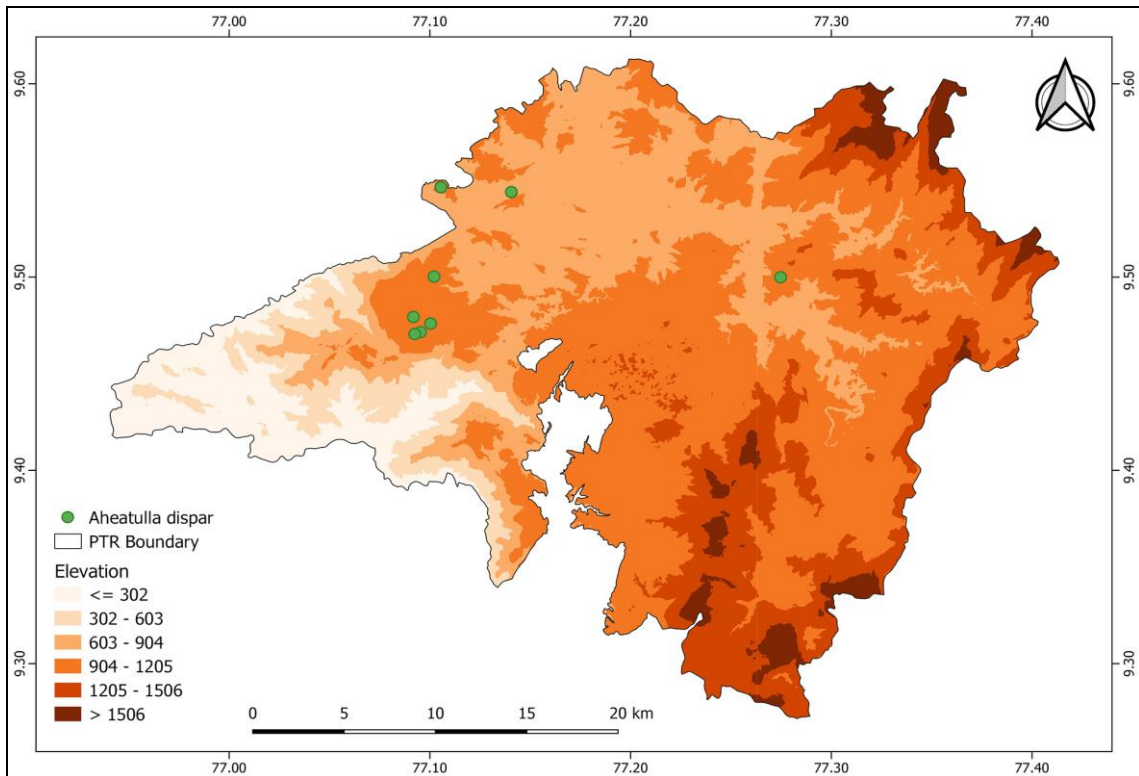 77.00 77.10 77.20 77.30 77.40
9.60 9.60
9.50 9.50
9.40 9.40
Aheatulla dispar
PTR Boundary
Elevation
<= 302
302 - 603
603 - 904
904 - 1205
1205 - 1506
> 1506
9.30 9.30
0 5 10 15 20 km
77.00 77.10 77.20 77.30 77.40